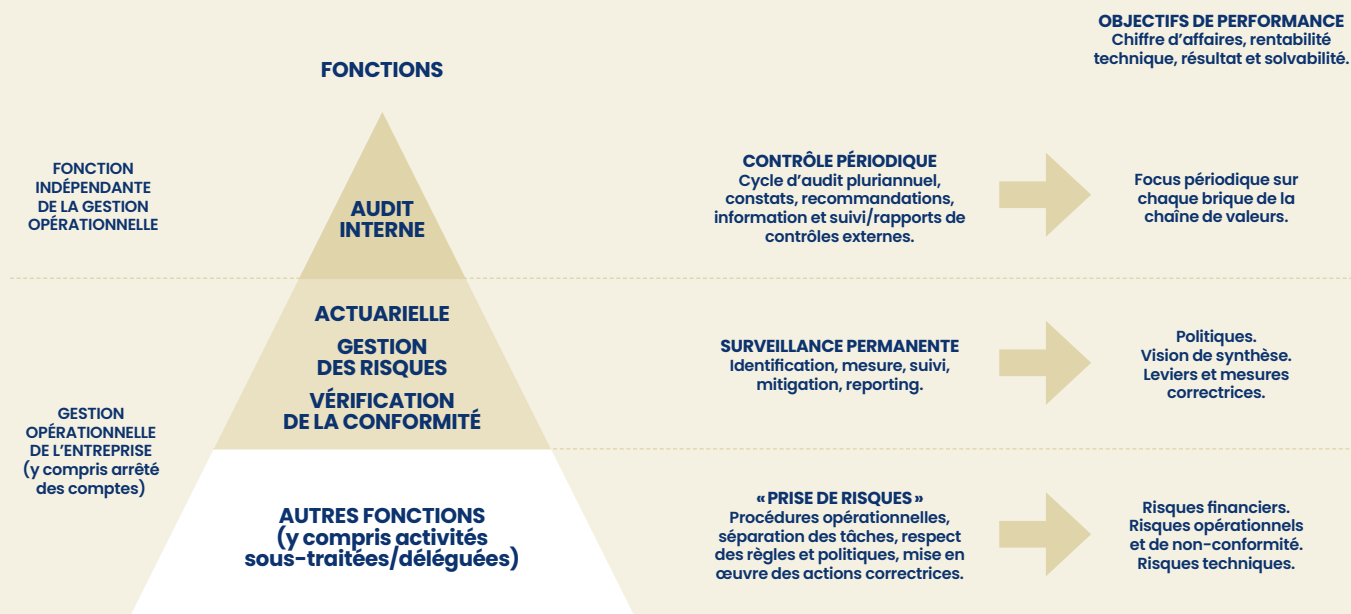 OBJECTIFS DE PERFORMANCE
Chiffre d'affaires, rentabilité
technique, résultat et solvabilité.
FONCTIONS
FONCTION
INDÉPENDANTE
DE LA GESTION
OPÉRATIONNELLE
AUDIT
INTERNE
CONTRÔLE PÉRIODIQUE
Cycle d'audit pluriannuel,
constats, recommandations,
information et suivi/rapports de
contrôles externes.
Focus périodique sur
chaque brique de la
chaîne de valeurs.
GESTION
OPÉRATIONNELLE
DE L'ENTREPRISE
(y compris arrêté
des comptes)
ACTUARIELLE
GESTION
DES RISQUES
VÉRIFICATION
DE LA CONFORMITÉ
SURVEILLANCE PERMANENTE
Identification, mesure, suivi,
mitigation, reporting.
Politiques.
Vision de synthèse.
Leviers et mesures
correctrices.
AUTRES FONCTIONS
(y compris activités
sous-traitées/déléguées)
« PRISE DE RISQUES »
Procédures opérationnelles,
séparation des tâches, respect
des règles et politiques, mise en
œuvre des actions correctrices.
Risques financiers.
Risques opérationnels
et de non-conformité.
Risques techniques.